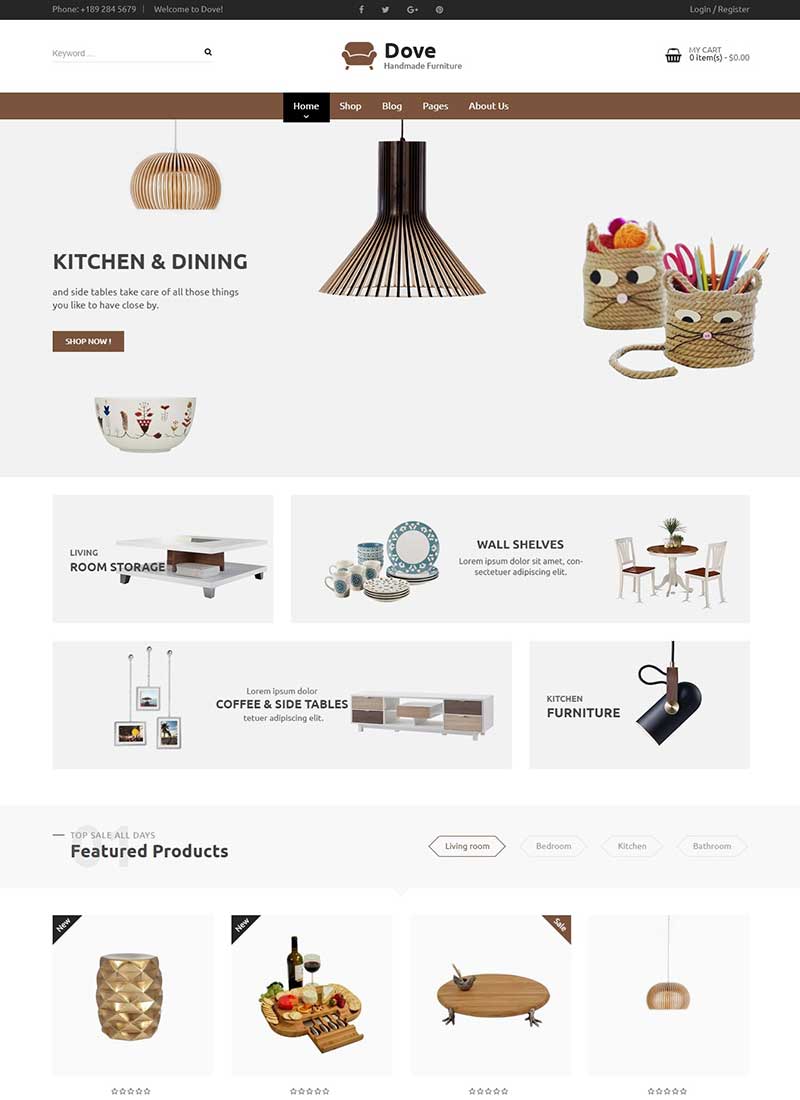 Phone: +189 284 5679 | Welcome to Dove!
Login / Register
Keyword ...
Dove
Handmade Furniture
MY CART
0 item(s) - $0.00
Home Shop Blog Pages About Us
KITCHEN & DINING
and side tables take care of all those things
you like to have close by.
SHOP NOW !
LIVING
ROOM STORAGE
WALL SHELVES
Lorem ipsum dolor sit amet, con-
sectetuer adipiscing elit.
Lorem ipsum dolor
COFFEE & SIDE TABLES
tetuer adipiscing elit.
KITCHEN
FURNITURE
01
TOP SALE ALL DAYS
Featured Products
Living room Bedroom Kitchen Bathroom
New
New
Sale